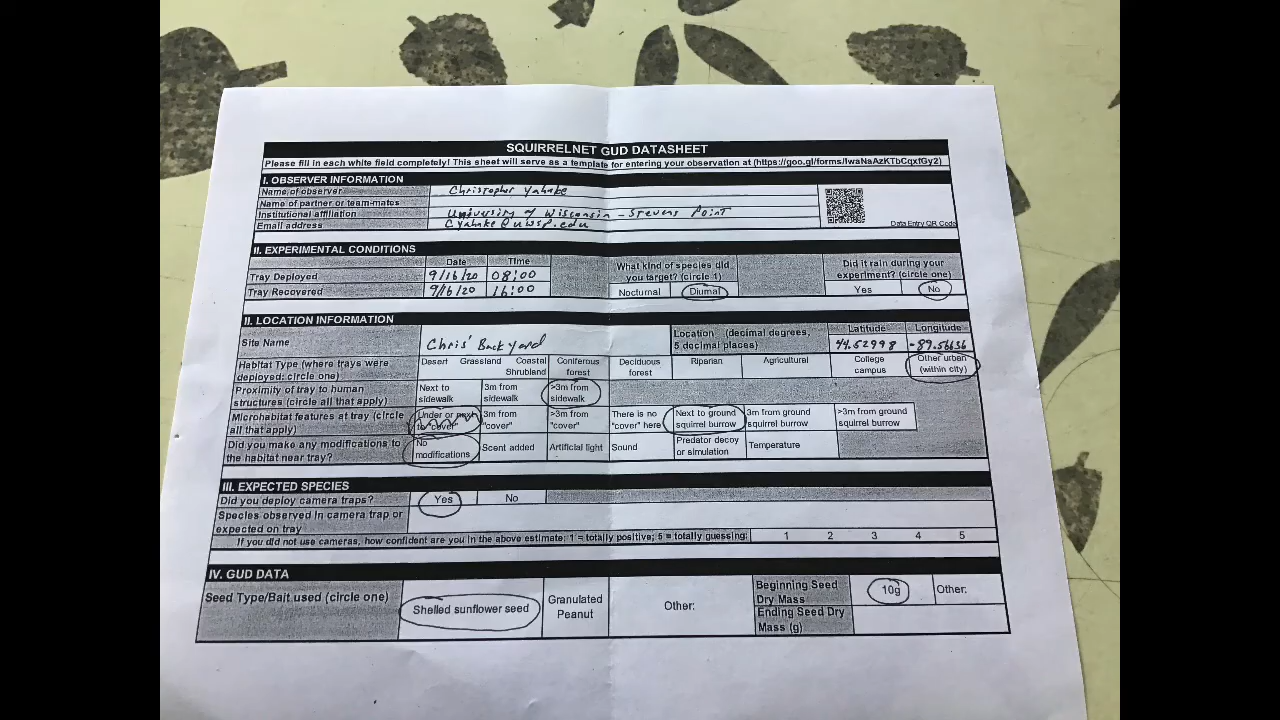 SQUIRRELNET GUD DATASHEET
Please fill in each white field completely! This sheet will serve as a template for entering your observation at (https://goo.gl/forms/IwaNaAzKTbCqxfGy2)
I. OBSERVER INFORMATION
Name of observer Christopher Yahnke
Name of partner or team-mates
Institutional affiliation University of Wisconsin - Stevens Point
Email address cyahnke@uwsp.edu
Data Entry QR Code
II. EXPERIMENTAL CONDITIONS
Date Time What kind of species did you target? (circle 1) Did it rain during your experiment? (circle one)
Tray Deployed 9/16/20 08:00
Tray Recovered 9/16/20 16:00 Nocturnal Diurnal Yes No
II. LOCATION INFORMATION
Site Name Chris' Back yard Location (decimal degrees, 5 decimal places) Latitude 44.52998 Longitude -89.56636
Habitat Type (where trays were deployed; circle one) Desert Grassland Coastal Shrubland Coniferous forest Deciduous forest Riparian Agricultural College campus Other urban (within city)
Proximity of tray to human structures (circle all that apply) Next to sidewalk 3m from sidewalk >3m from sidewalk
Microhabitat features at tray (circle all that apply) Under or next to "cover" 3m from "cover" >3m from "cover" There is no "cover" here Next to ground squirrel burrow 3m from ground squirrel burrow >3m from ground squirrel burrow
Did you make any modifications to the habitat near tray? No modifications Scent added Artificial light Sound Predator decoy or simulation Temperature
III. EXPECTED SPECIES
Did you deploy camera traps? Yes No
Species observed in camera trap or expected on tray
If you did not use cameras, how confident are you in the above estimate: 1 = totally positive; 5 = totally guessing: 1 2 3 4 5
IV. GUD DATA
Seed Type/Bait used (circle one) Shelled sunflower seed Granulated Peanut Other: Beginning Seed Dry Mass 10g Other:
Ending Seed Dry Mass (g)